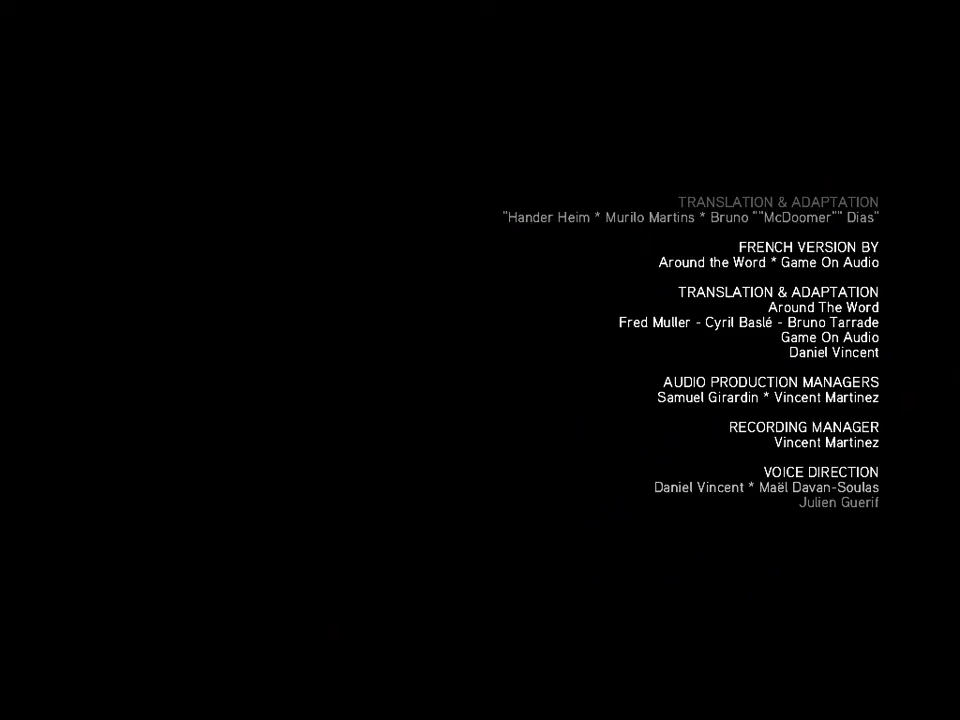 TRANSLATION & ADAPTATION
"Hander Heim * Murilo Martins * Bruno ""McDoomer"" Dias"
FRENCH VERSION BY
Around the Word * Game On Audio
TRANSLATION & ADAPTATION
Around The Word
Fred Muller - Cyril Baslé - Bruno Tarrade
Game On Audio
Daniel Vincent
AUDIO PRODUCTION MANAGERS
Samuel Girardin * Vincent Martinez
RECORDING MANAGER
Vincent Martinez
VOICE DIRECTION
Daniel Vincent * Maël Davan-Soulas
Julien Guerif